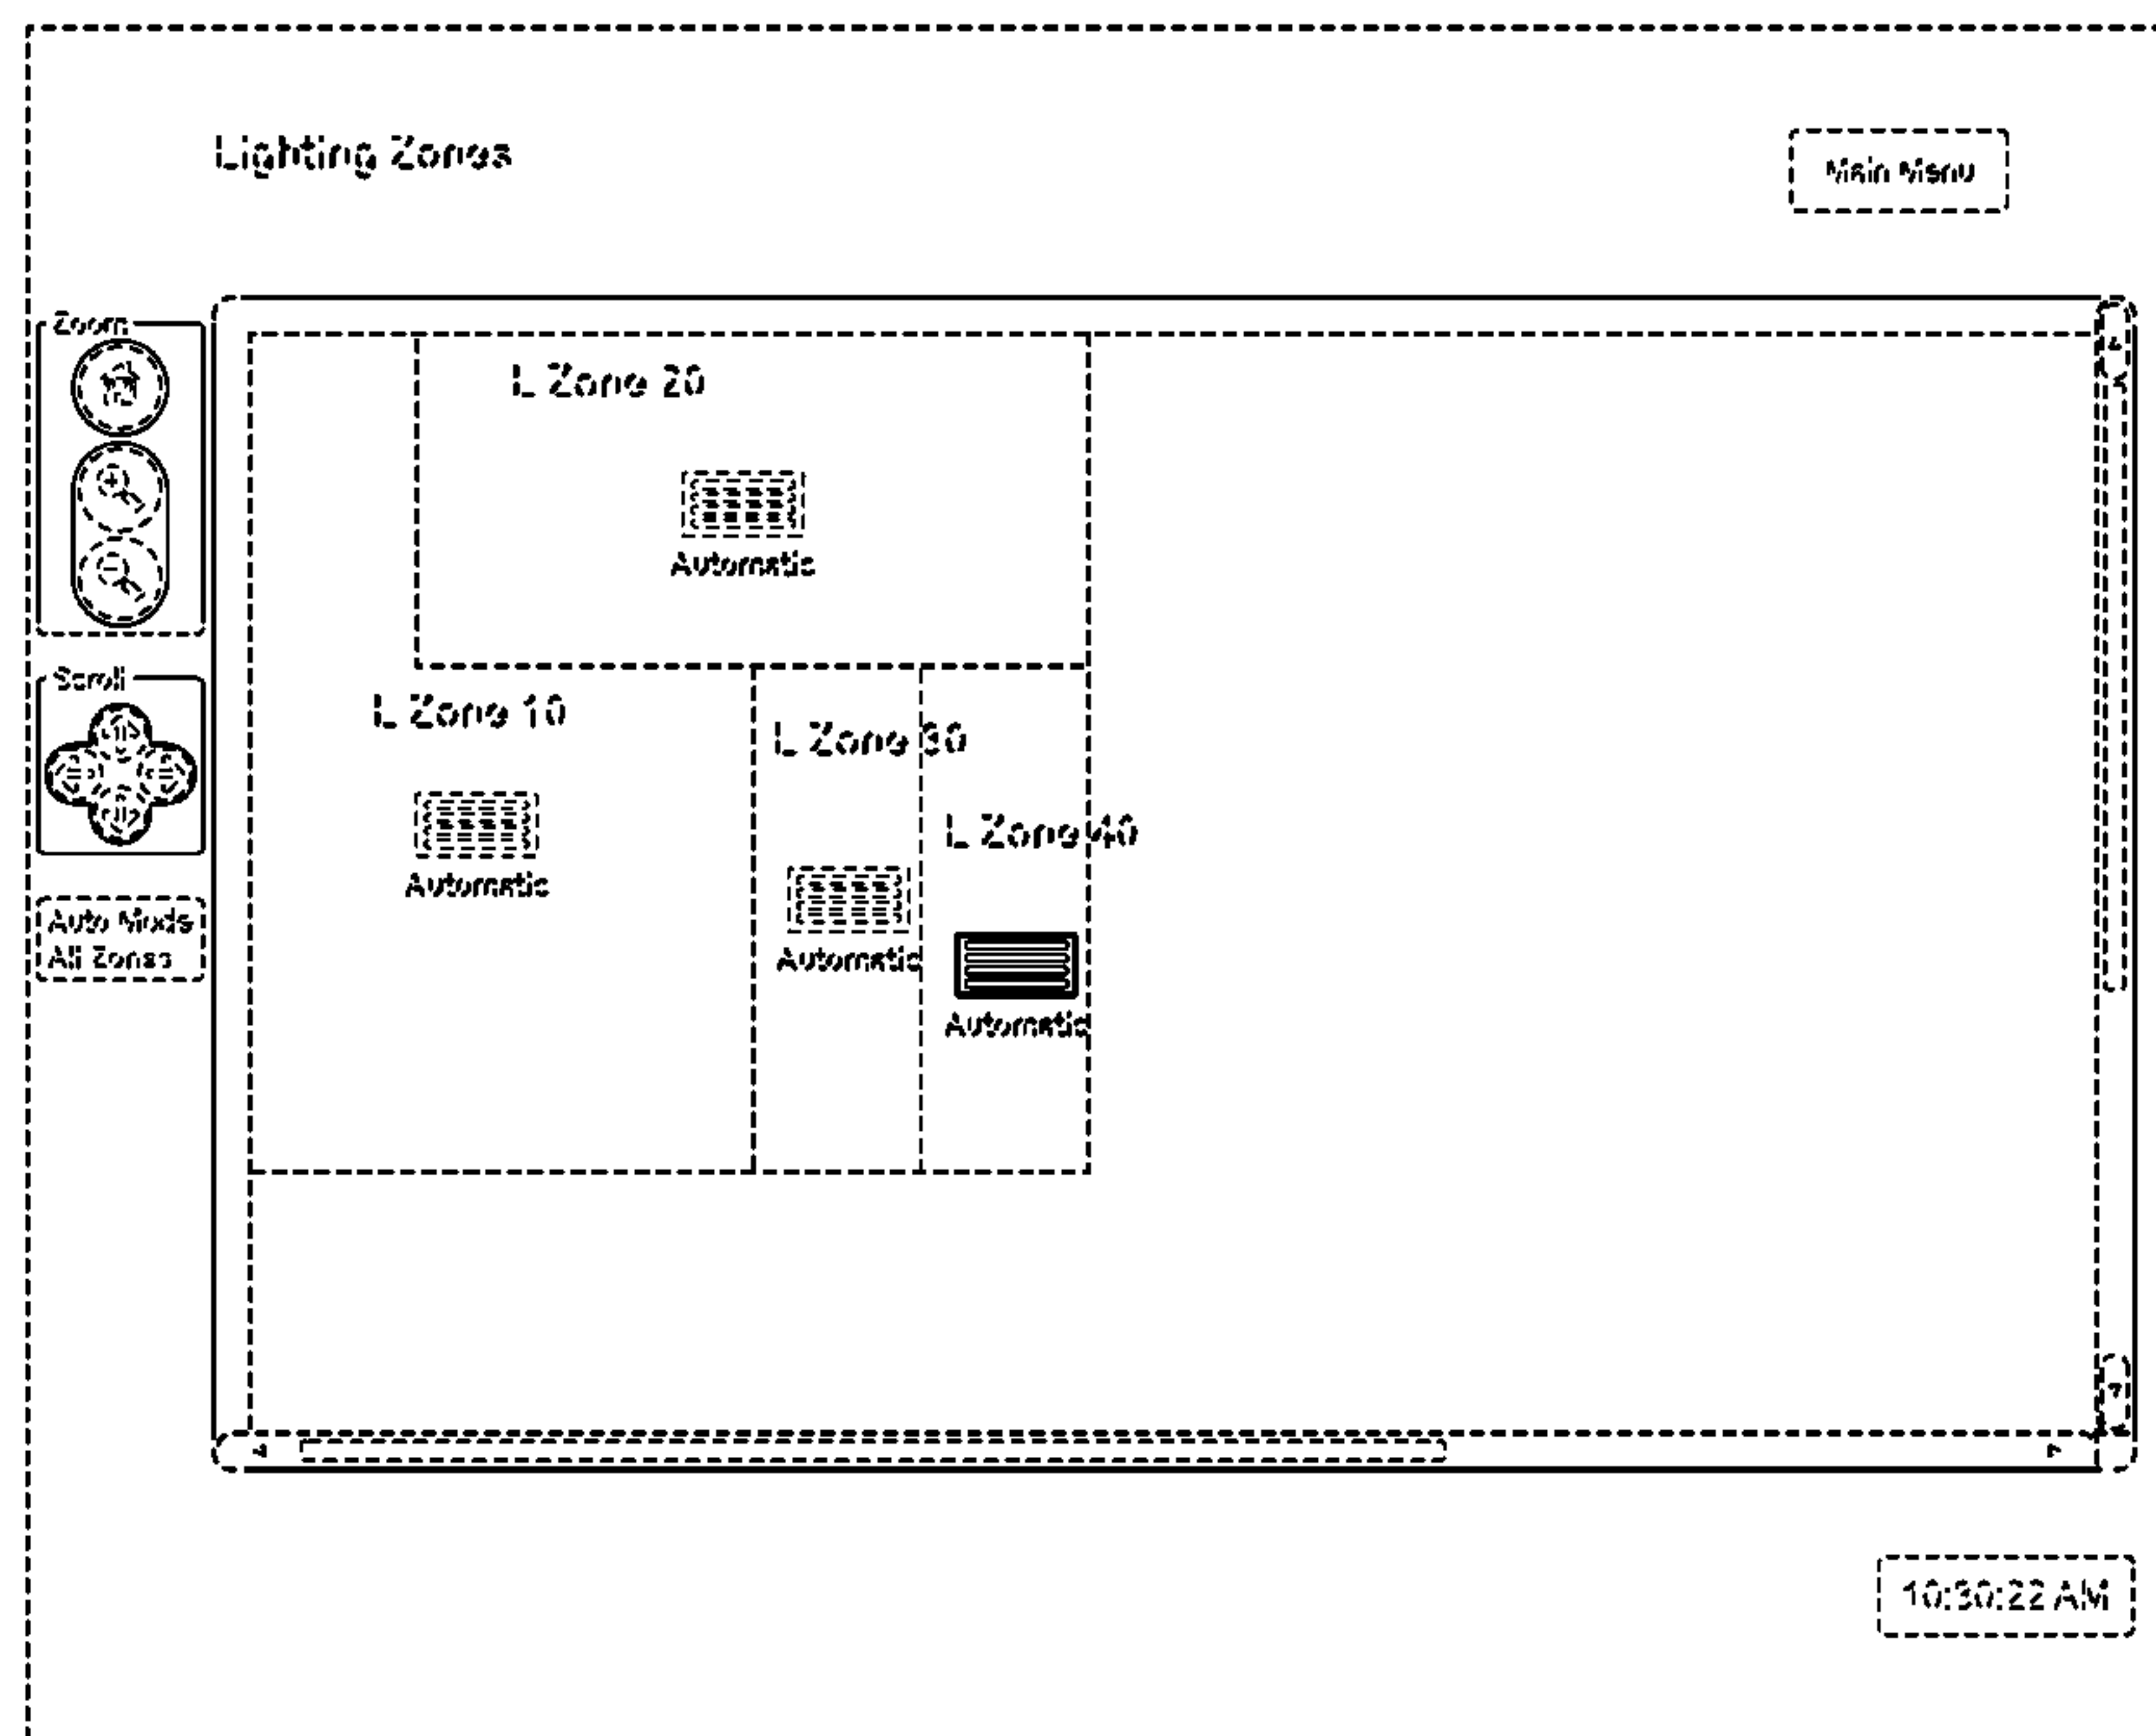 Lighting Zones
Main Menu
Zoom
L Zone 20
Automatic
Scroll
L Zone 10
L Zone 30
L Zone 40
Automatic
Auto Mode
All Zones
Automatic
Automatic
10:30:22 AM